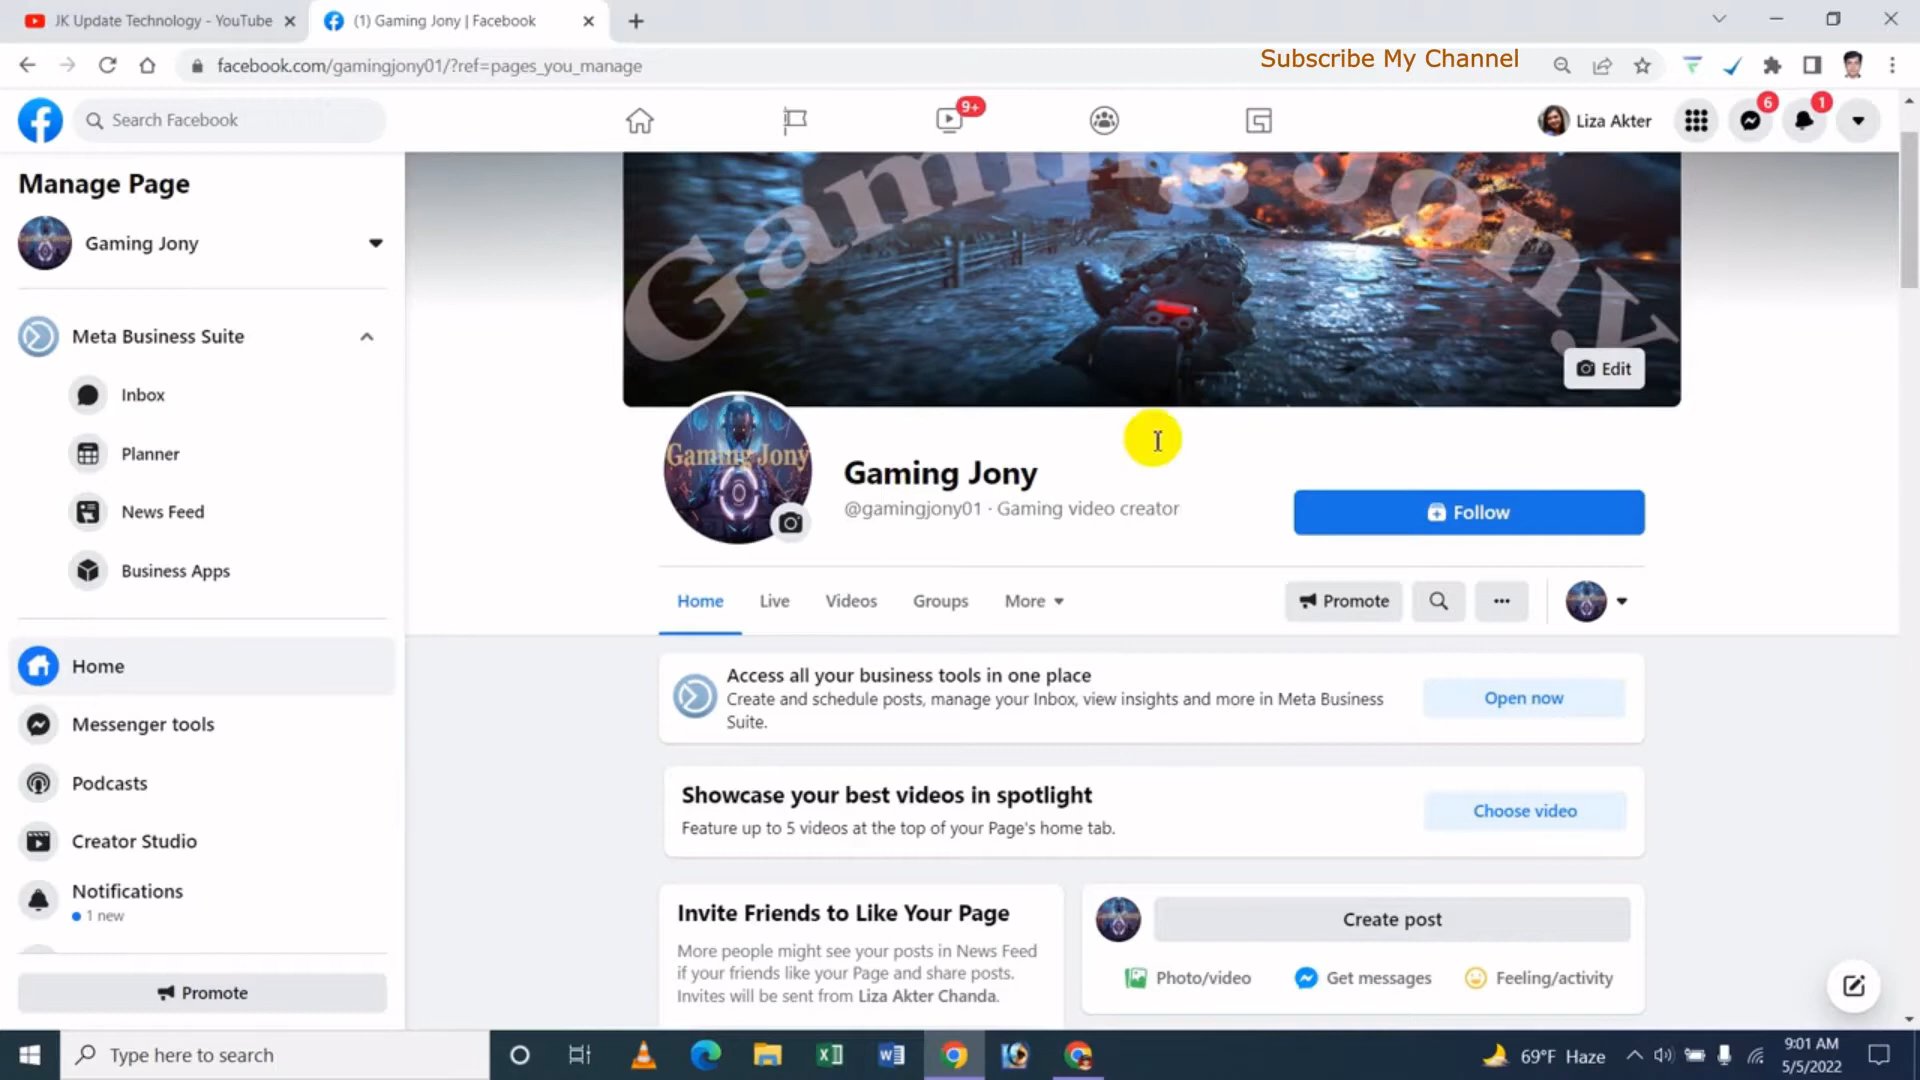 JK Update Technology - YouTube
(1) Gaming Jony | Facebook
facebook.com/gamingjony01/?ref=pages_you_manage
Subscribe My Channel
Search Facebook
9+
Liza Akter
6
1
Manage Page
Gaming Jony
Meta Business Suite
Inbox
Planner
News Feed
Business Apps
Home
Messenger tools
Podcasts
Creator Studio
Notifications
1 new
Promote
Gaming Jony
Edit
Gaming Jony
Gaming Jony
@gamingjony01 · Gaming video creator
Follow
Home
Live
Videos
Groups
More
Promote
Access all your business tools in one place
Create and schedule posts, manage your Inbox, view insights and more in Meta Business
Suite.
Open now
Showcase your best videos in spotlight
Feature up to 5 videos at the top of your Page's home tab.
Choose video
Invite Friends to Like Your Page
More people might see your posts in News Feed
if your friends like your Page and share posts.
Invites will be sent from Liza Akter Chanda.
Create post
Photo/video
Get messages
Feeling/activity
Type here to search
69°F Haze
9:01 AM
5/5/2022